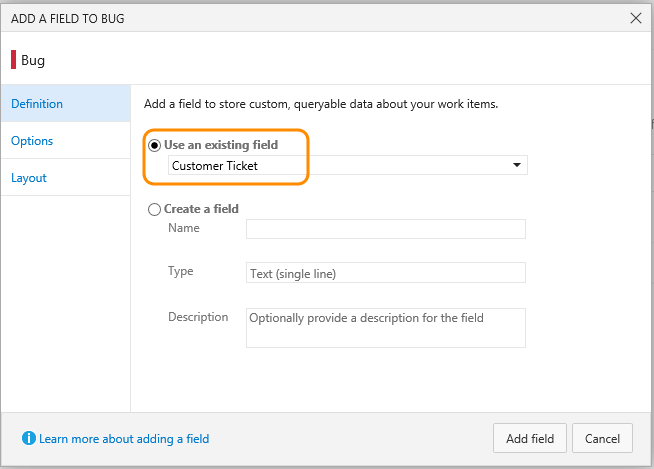 ADD A FIELD TO BUG
Bug
Definition
Options
Layout
Add a field to store custom, queryable data about your work items.
Use an existing field
Customer Ticket
Create a field
Name
Type
Text (single line)
Description
Optionally provide a description for the field
Learn more about adding a field
Add field
Cancel